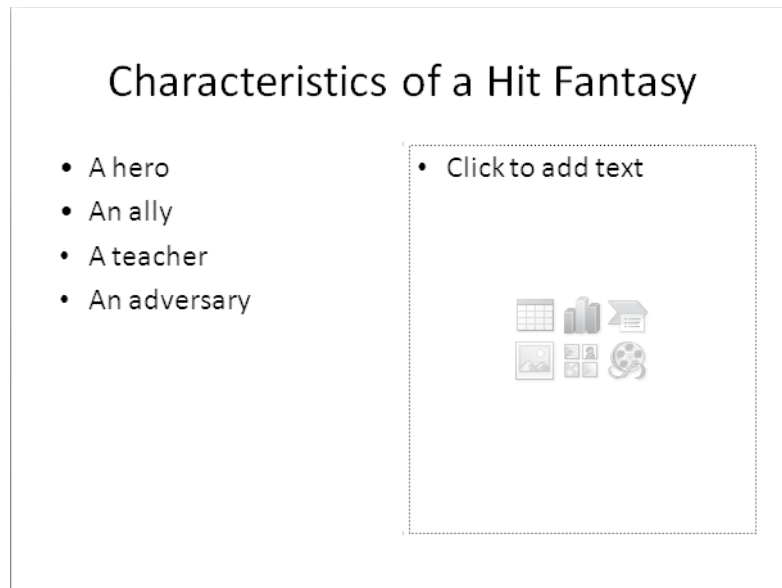 Characteristics of a Hit Fantasy
• A hero
• An ally
• A teacher
• An adversary
• Click to add text